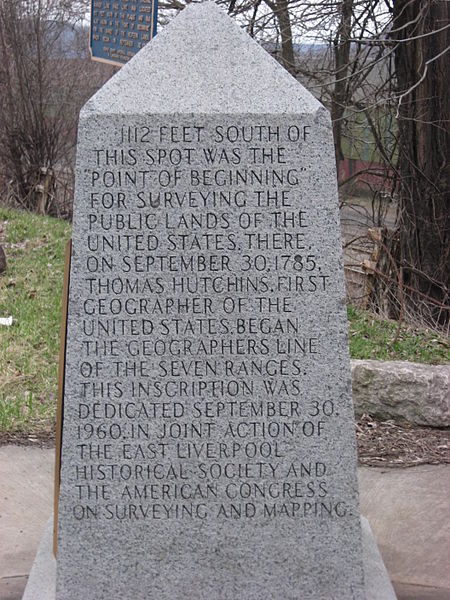 1112 FEET SOUTH OF
THIS SPOT WAS THE
"POINT OF BEGINNING"
FOR SURVEYING THE
PUBLIC LANDS OF THE
UNITED STATES. THERE,
ON SEPTEMBER 30, 1785,
THOMAS HUTCHINS, FIRST
GEOGRAPHER OF THE
UNITED STATES, BEGAN
THE GEOGRAPHERS LINE
OF THE SEVEN RANGES.
THIS INSCRIPTION WAS
DEDICATED SEPTEMBER 30,
1960, IN JOINT ACTION OF
THE EAST LIVERPOOL
HISTORICAL SOCIETY AND
THE AMERICAN CONGRESS
ON SURVEYING AND MAPPING.